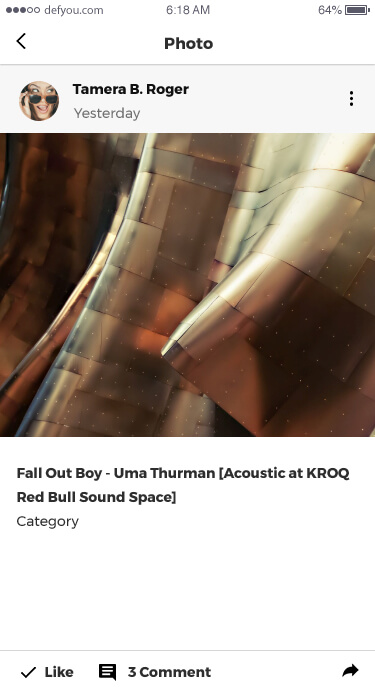 defyou.com 6:18 AM 64%
Photo
Tamera B. Roger
Yesterday
Fall Out Boy - Uma Thurman [Acoustic at KROQ
Red Bull Sound Space]
Category
Like 3 Comment